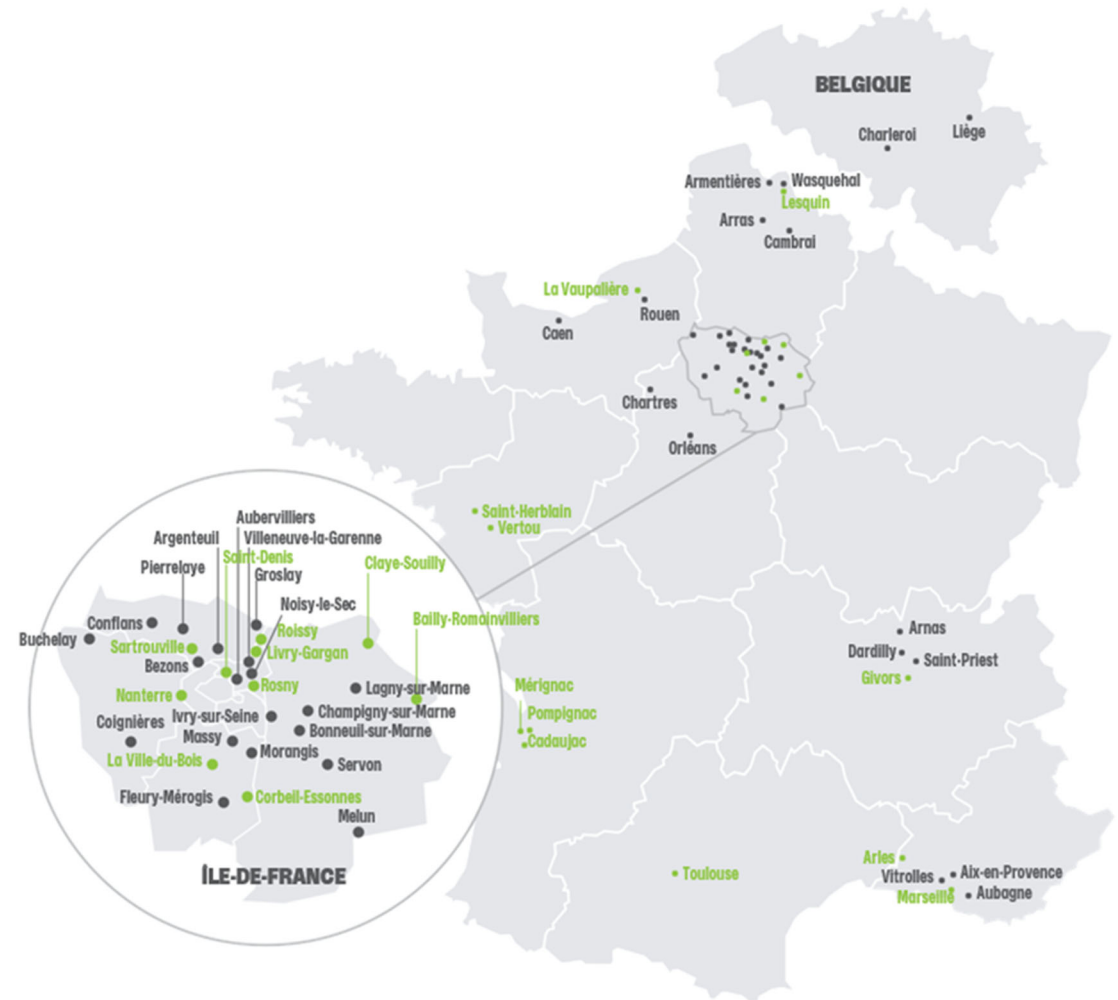 BELGIQUE
Charleroi
Liège
Armentières
Wasquehal
Lesquin
Arras
Cambrai
La Vaupalière
Rouen
Caen
Chartres
Orléans
Saint-Herblain
Vertou
Aubervilliers
Argenteuil
Villeneuve-la-Garenne
Saint-Denis
Pierrelaye
Groslay
Claye-Souilly
Noisy-le-Sec
Bailly-Romainvilliers
Conflans
Roissy
Buchelay
Sartrouville
Livry-Gargan
Bezons
Rosny
Nanterre
Lagny-sur-Marne
Coignières
Ivry-sur-Seine
Champigny-sur-Marne
Massy
Bonneuil-sur-Marne
La Ville-du-Bois
Morangis
Servon
Fleury-Mérogis
Corbeil-Essonnes
Melun
ÎLE-DE-FRANCE
Mérignac
Pompignac
Cadaujac
Arnas
Dardilly
Saint-Priest
Givors
Toulouse
Arles
Vitrolles
Aix-en-Provence
Marseille
Aubagne